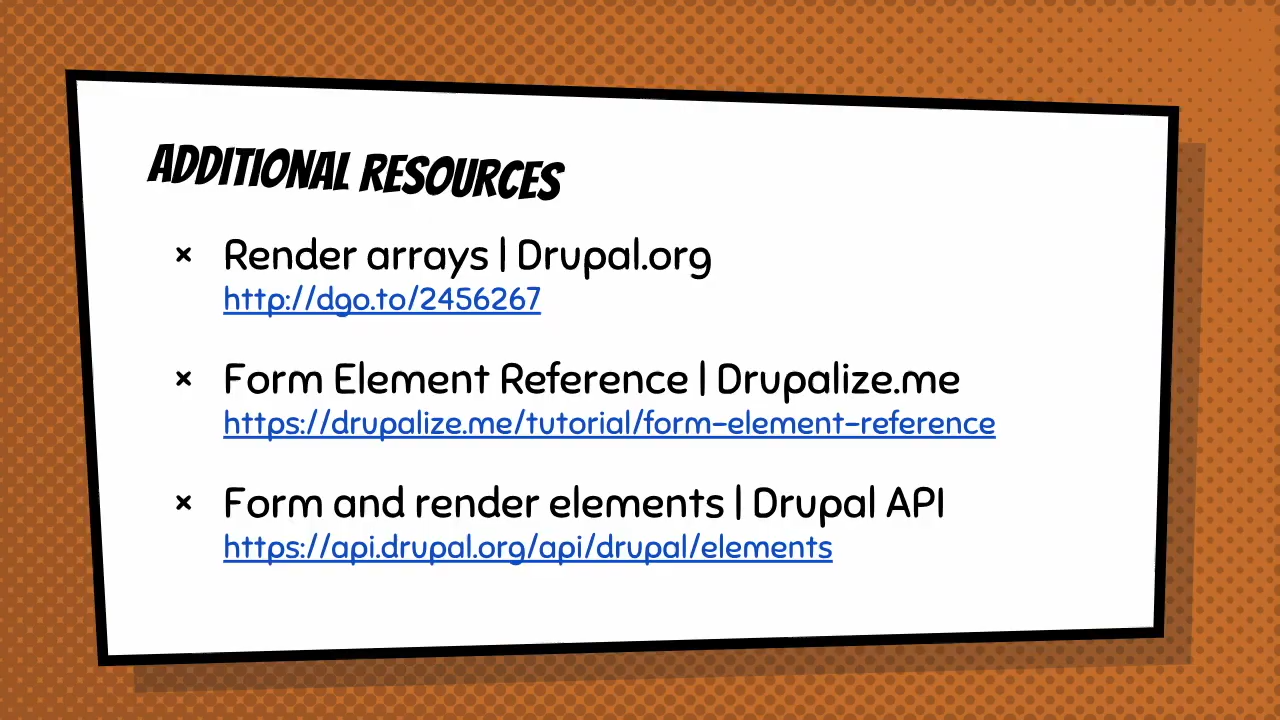 ADDITIONAL RESOURCES
× Render arrays | Drupal.org
http://dgo.to/2456267
× Form Element Reference | Drupalize.me
https://drupalize.me/tutorial/form-element-reference
× Form and render elements | Drupal API
https://api.drupal.org/api/drupal/elements